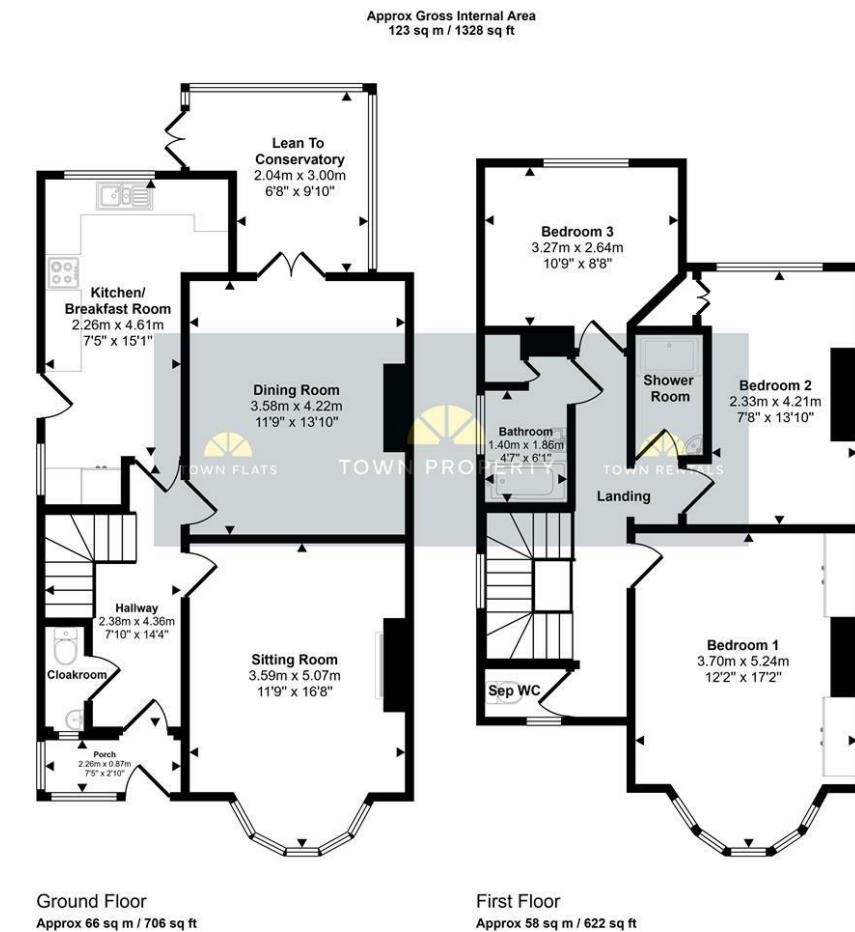 Approx Gross Internal Area
123 sq m / 1328 sq ft
Lean To
Conservatory
2.04m x 3.00m
6'8" x 9'10"
Kitchen/
Breakfast Room
2.26m x 4.61m
7'5" x 15'1"
Dining Room
3.58m x 4.22m
11'9" x 13'10"
TOWN FLATS
Hallway
2.38m x 4.36m
7'10" x 14'4"
Cloakroom
Sitting Room
3.59m x 5.07m
11'9" x 16'8"
Porch
2.26m x 0.87m
7'5" x 2'10"
Ground Floor
Approx 66 sq m / 706 sq ft
TOWN PROPERTY
Bedroom 3
3.27m x 2.64m
10'9" x 8'8"
Shower
Room
Bedroom 2
2.33m x 4.21m
7'8" x 13'10"
Bathroom
1.40m x 1.86m
4'7" x 6'1"
TOWN RENTALS
Landing
Bedroom 1
3.70m x 5.24m
12'2" x 17'2"
Sep WC
First Floor
Approx 58 sq m / 622 sq ft